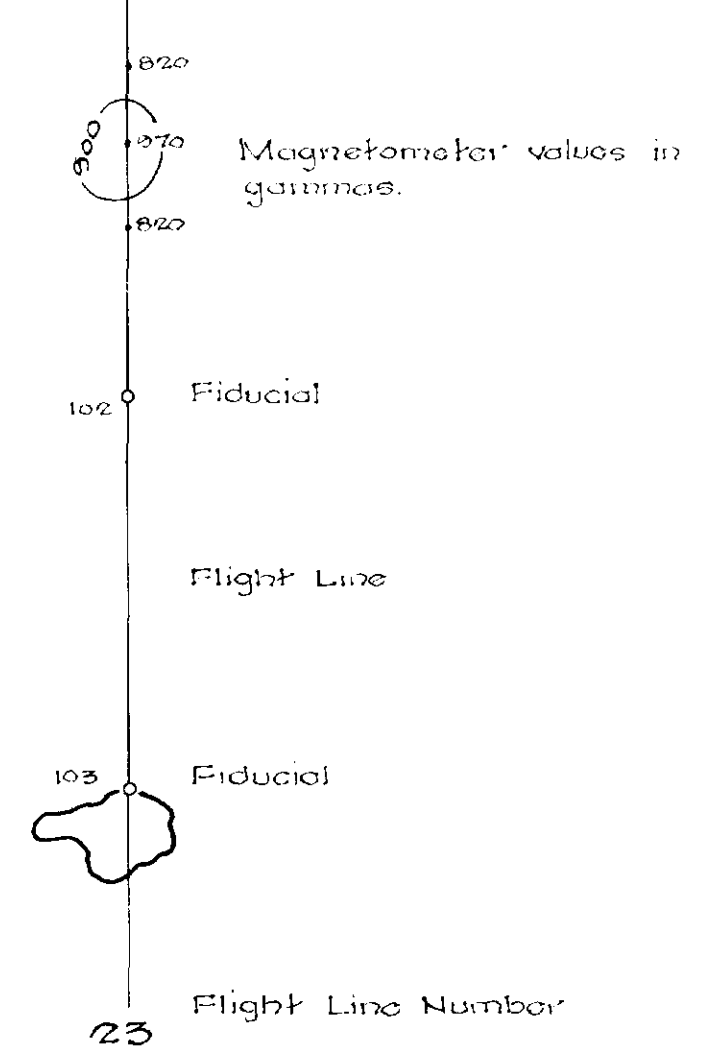 820
900
970
Magnetometer values in
gammas.
820
102
Fiducial
Flight Line
103
Fiducial
Flight Line Number
23